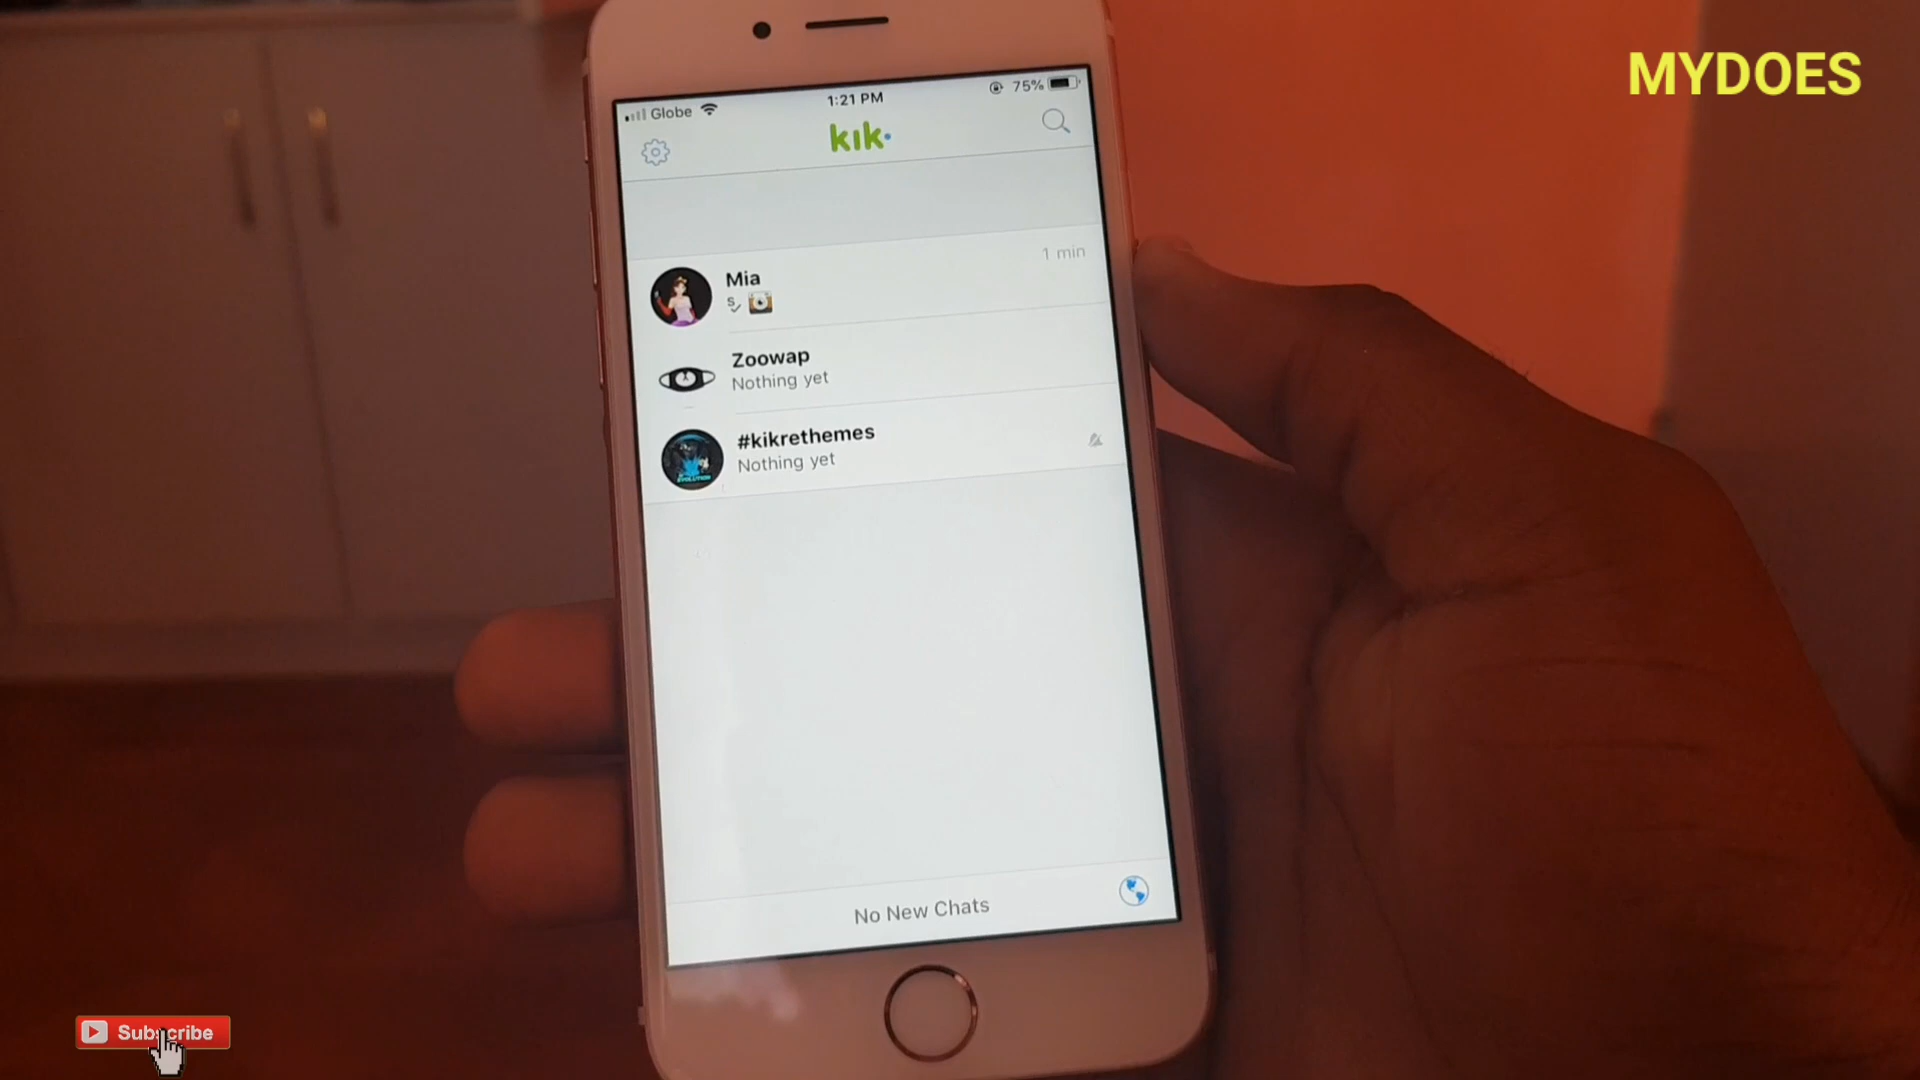 MYDOES
Globe 1:21 PM 75%
kik.
Mia 1 min
S
Zoowap
Nothing yet
#kikrethemes
Nothing yet
No New Chats
Subscribe